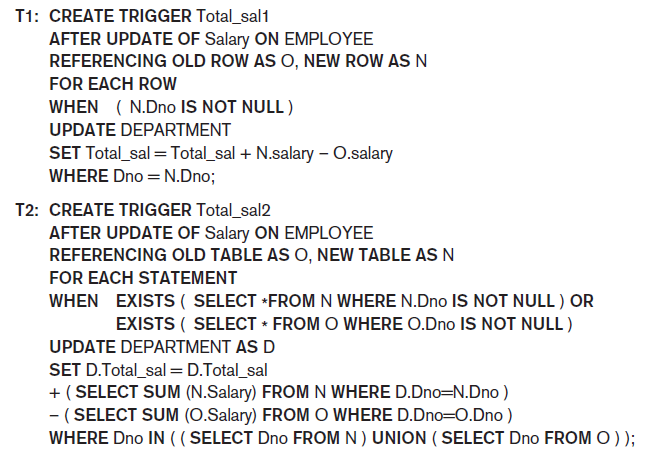 T1: CREATE TRIGGER Total_sal1
AFTER UPDATE OF Salary ON EMPLOYEE
REFERENCING OLD ROW AS O, NEW ROW AS N
FOR EACH ROW
WHEN ( N.Dno IS NOT NULL )
UPDATE DEPARTMENT
SET Total_sal = Total_sal + N.salary – O.salary
WHERE Dno = N.Dno;
T2: CREATE TRIGGER Total_sal2
AFTER UPDATE OF Salary ON EMPLOYEE
REFERENCING OLD TABLE AS O, NEW TABLE AS N
FOR EACH STATEMENT
WHEN EXISTS ( SELECT *FROM N WHERE N.Dno IS NOT NULL ) OR
EXISTS ( SELECT * FROM O WHERE O.Dno IS NOT NULL )
UPDATE DEPARTMENT AS D
SET D.Total_sal = D.Total_sal
+ ( SELECT SUM (N.Salary) FROM N WHERE D.Dno=N.Dno )
– ( SELECT SUM (O.Salary) FROM O WHERE D.Dno=O.Dno )
WHERE Dno IN ( ( SELECT Dno FROM N ) UNION ( SELECT Dno FROM O ) );